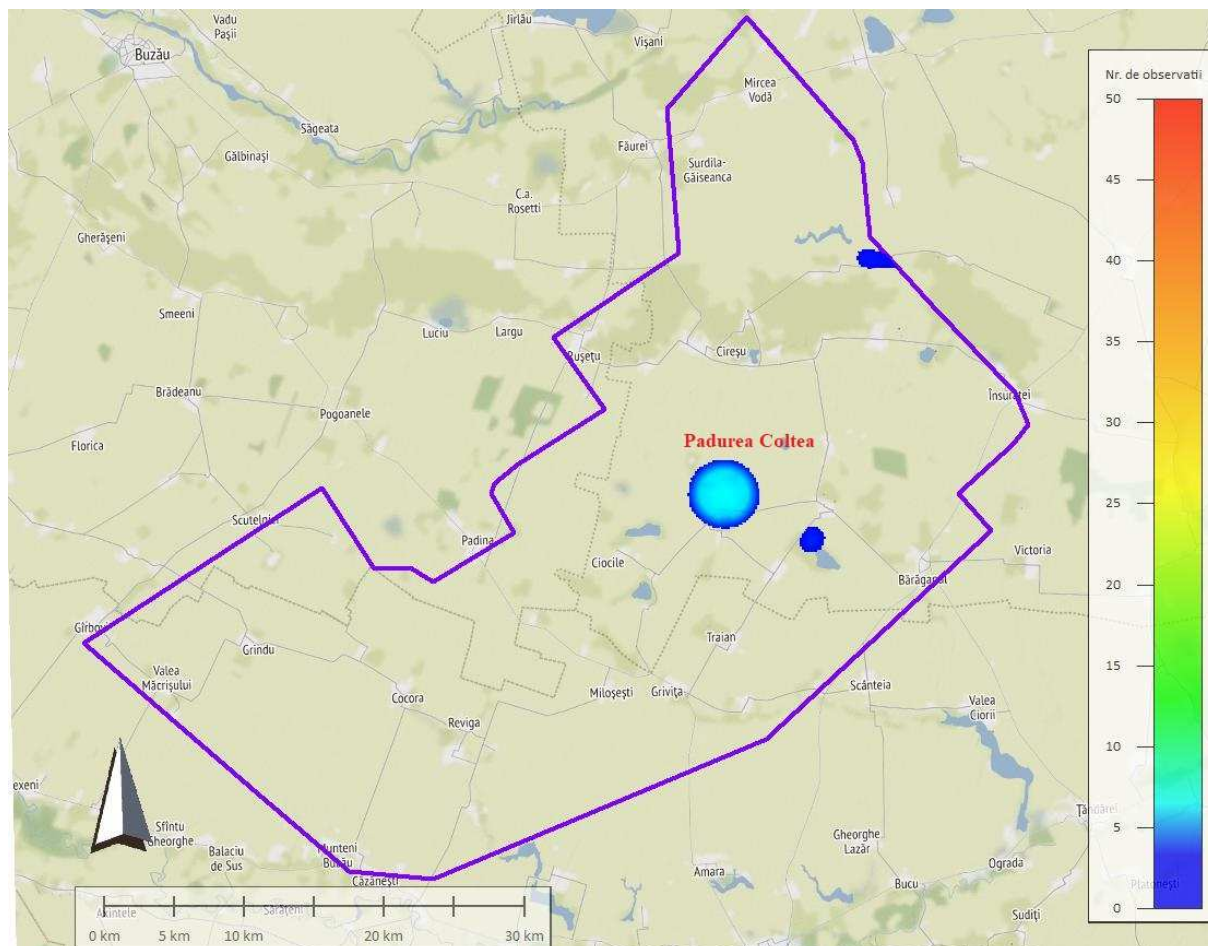 Vadu
Pașii
Jirlău
Vișani
Buzău
Nr. de observatii
50
Mircea
Vodă
Săgeata
Făurei
Gălbinași
Surdila-
Găiseanca
45
C.a.
Rosetti
Gherășeni
40
Smeeni
35
Luciu
Largu
Rușețu
Cireșu
Brădeanu
Însurăței
30
Pogoanele
Florica
Padurea Coltea
25
Scutelnici
Padina
Ciocile
Victoria
Bărăganul
20
Gîrbovi
Grindu
Traian
Valea
Măcrișului
15
Cocora
Miloșești
Grivița
Scânteia
Reviga
Valea
Ciorii
10
Țăndărei
Sfîntu
Gheorghe
Balaciu
de Sus
Munteni
Buzău
Gheorghe
Lazăr
5
Ograda
Căzănești
Amara
Bucu
Platonești
0
Axintele
Sărățeni
Sudiți
0 km
5 km
10 km
20 km
30 km